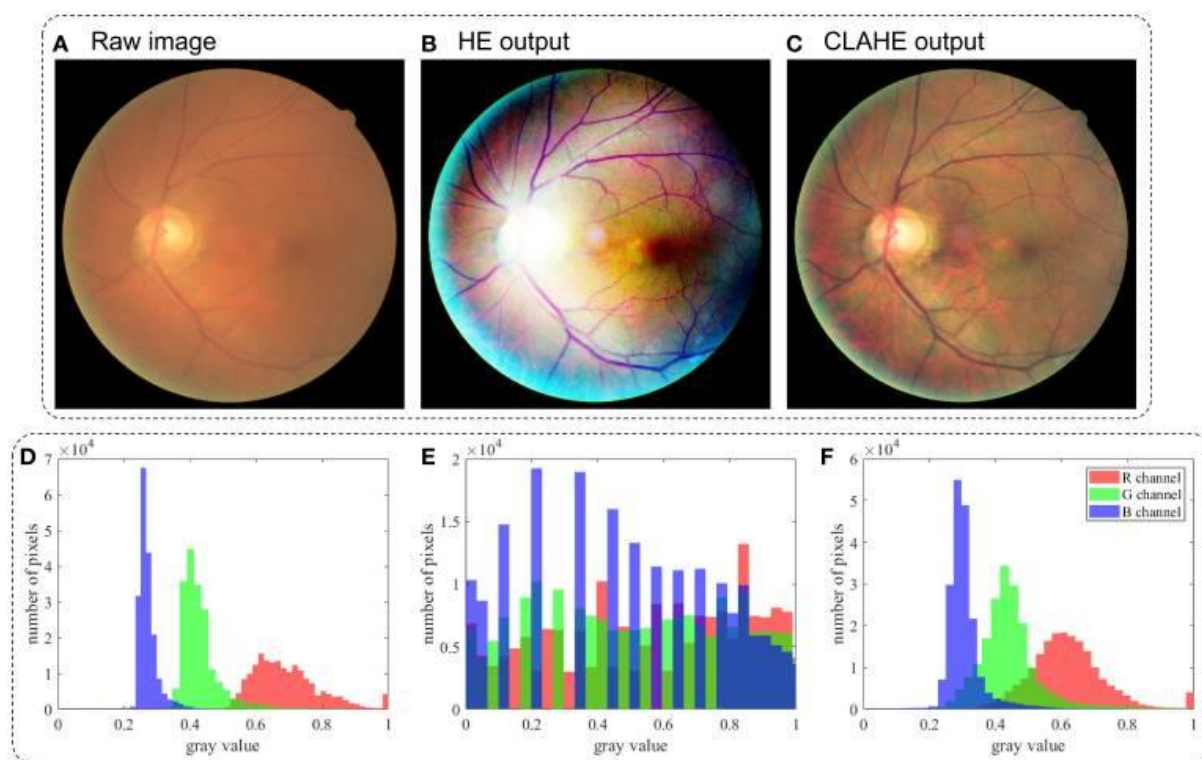 A Raw image
B HE output
C CLAHE output
D
×10⁴
7
6
5
4
3
2
1
0
number of pixels
0 0.2 0.4 0.6 0.8 1
gray value
E
×10⁴
2
1.5
1
0.5
0
number of pixels
0 0.2 0.4 0.6 0.8 1
gray value
F
×10⁴
6
5
4
3
2
1
0
number of pixels
0 0.2 0.4 0.6 0.8 1
gray value
R channel
G channel
B channel